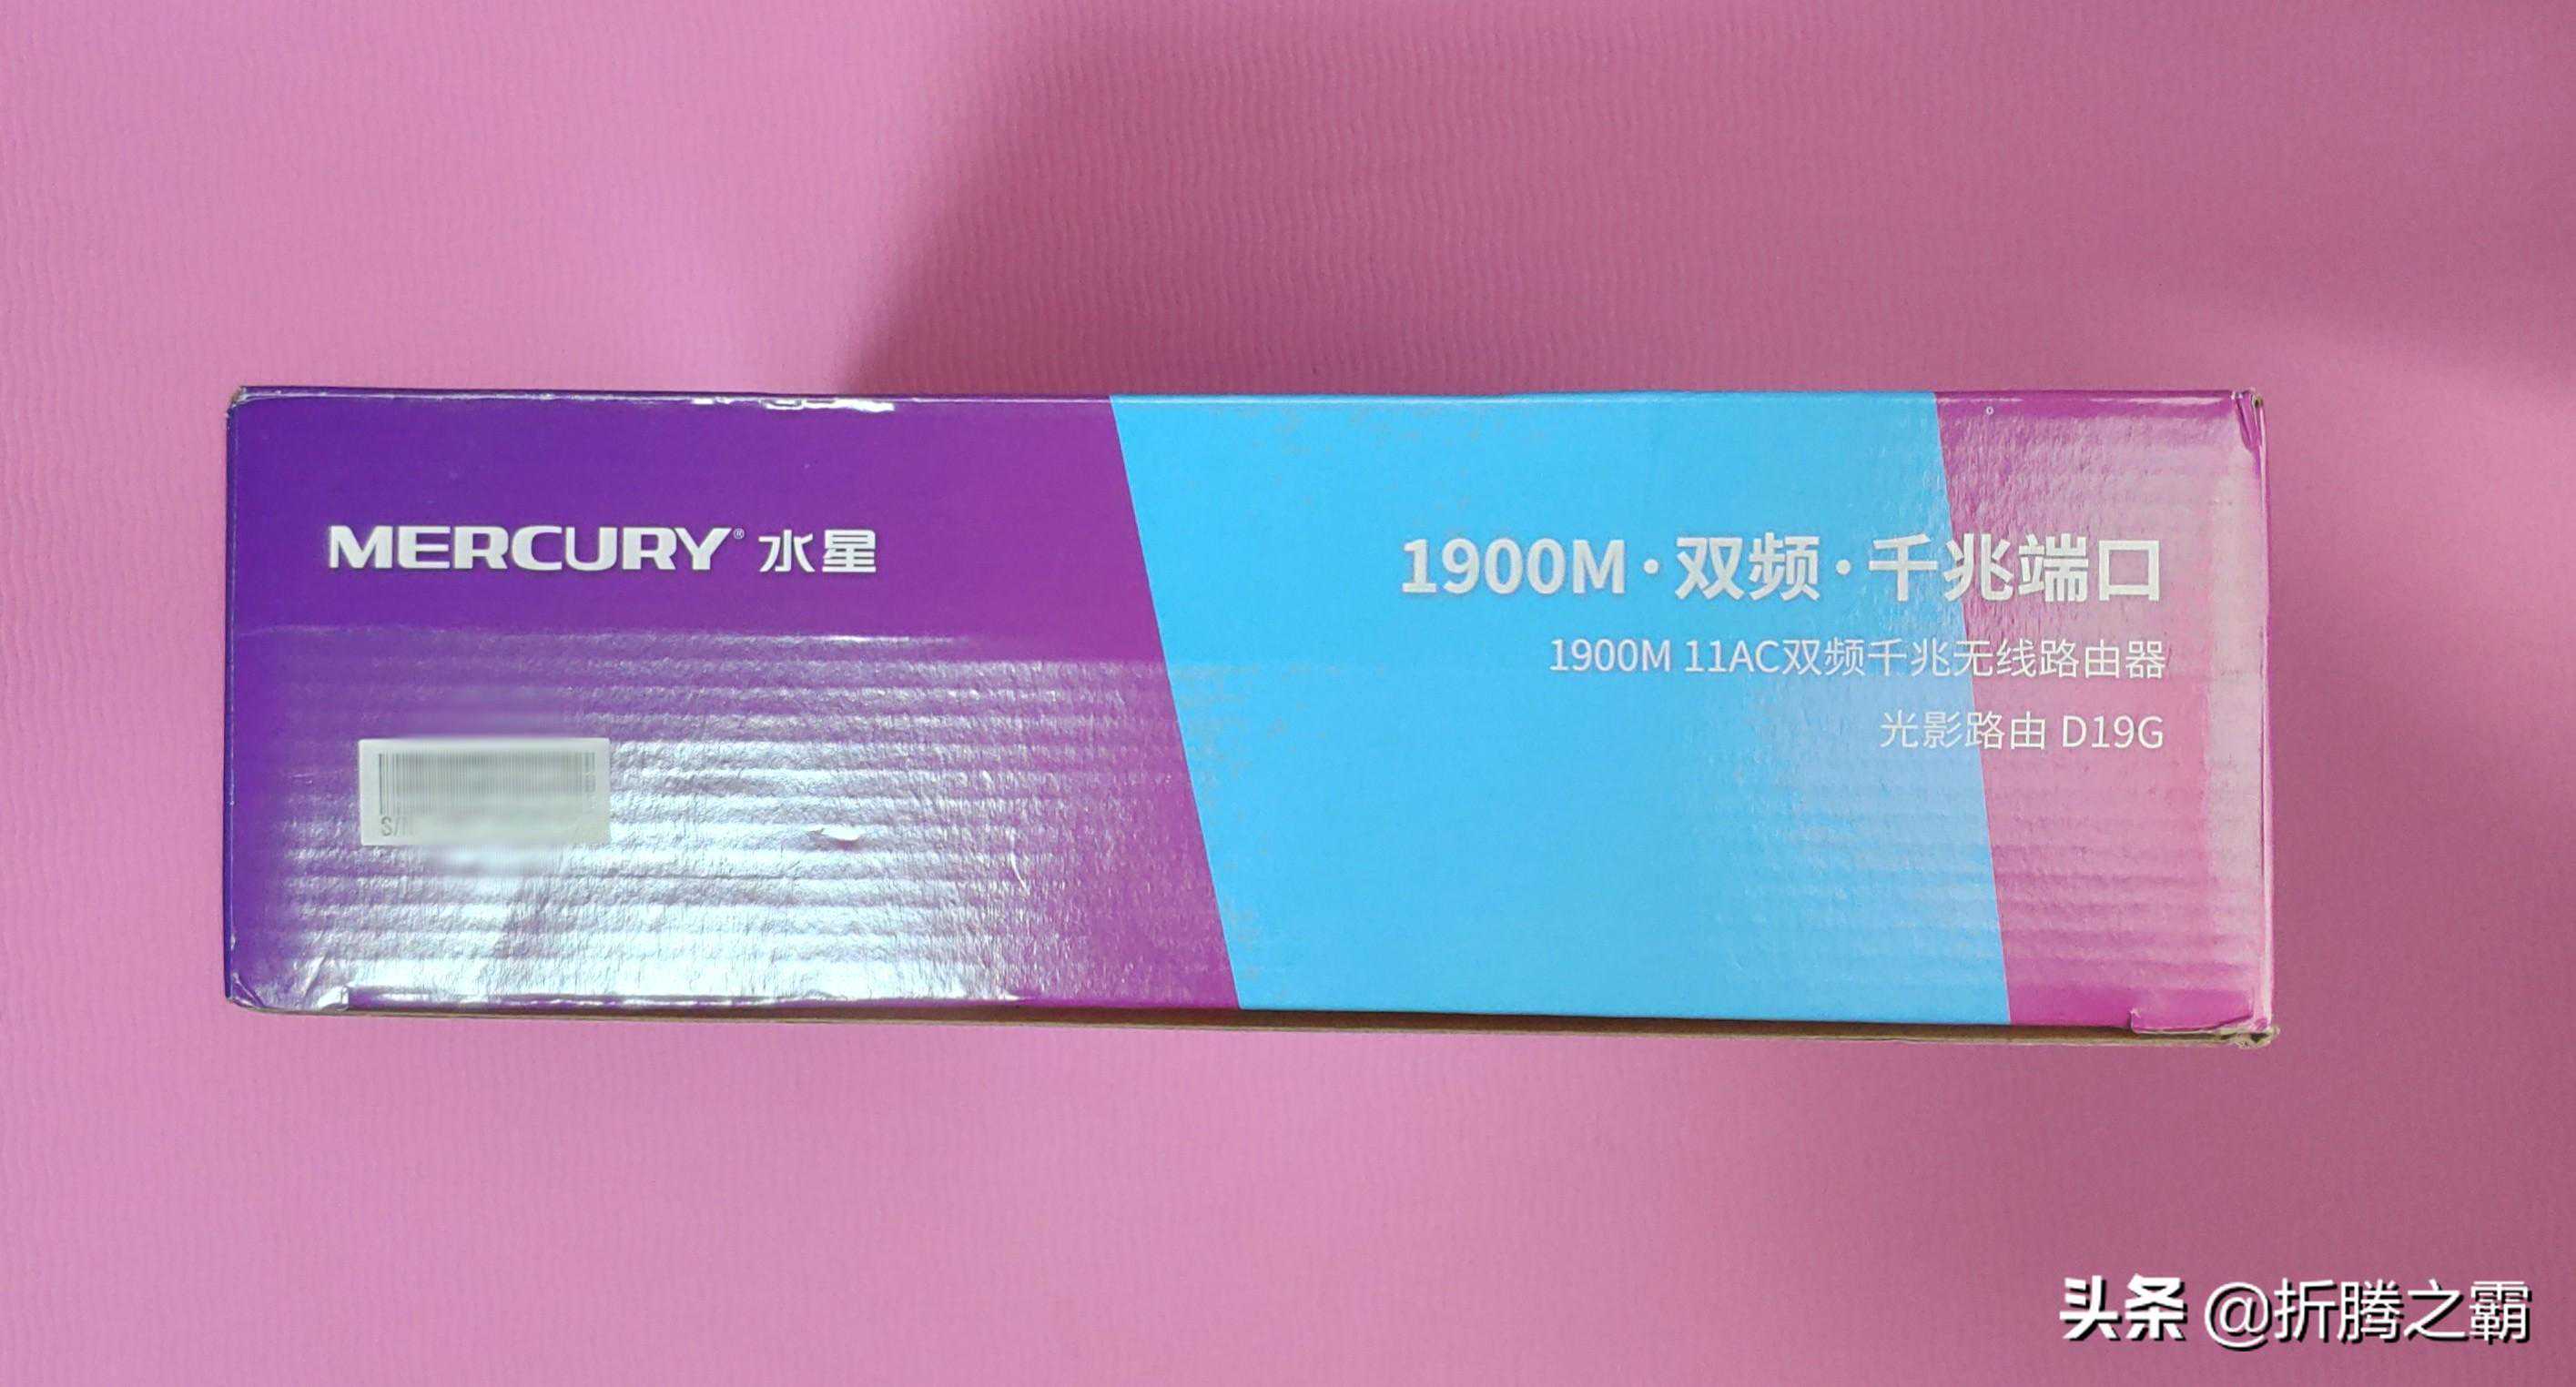 MERCURY® 水星
1900M·双频·千兆端口
1900M 11AC双频千兆无线路由器
光影路由 D19G
S/N
头条 @折腾之霸